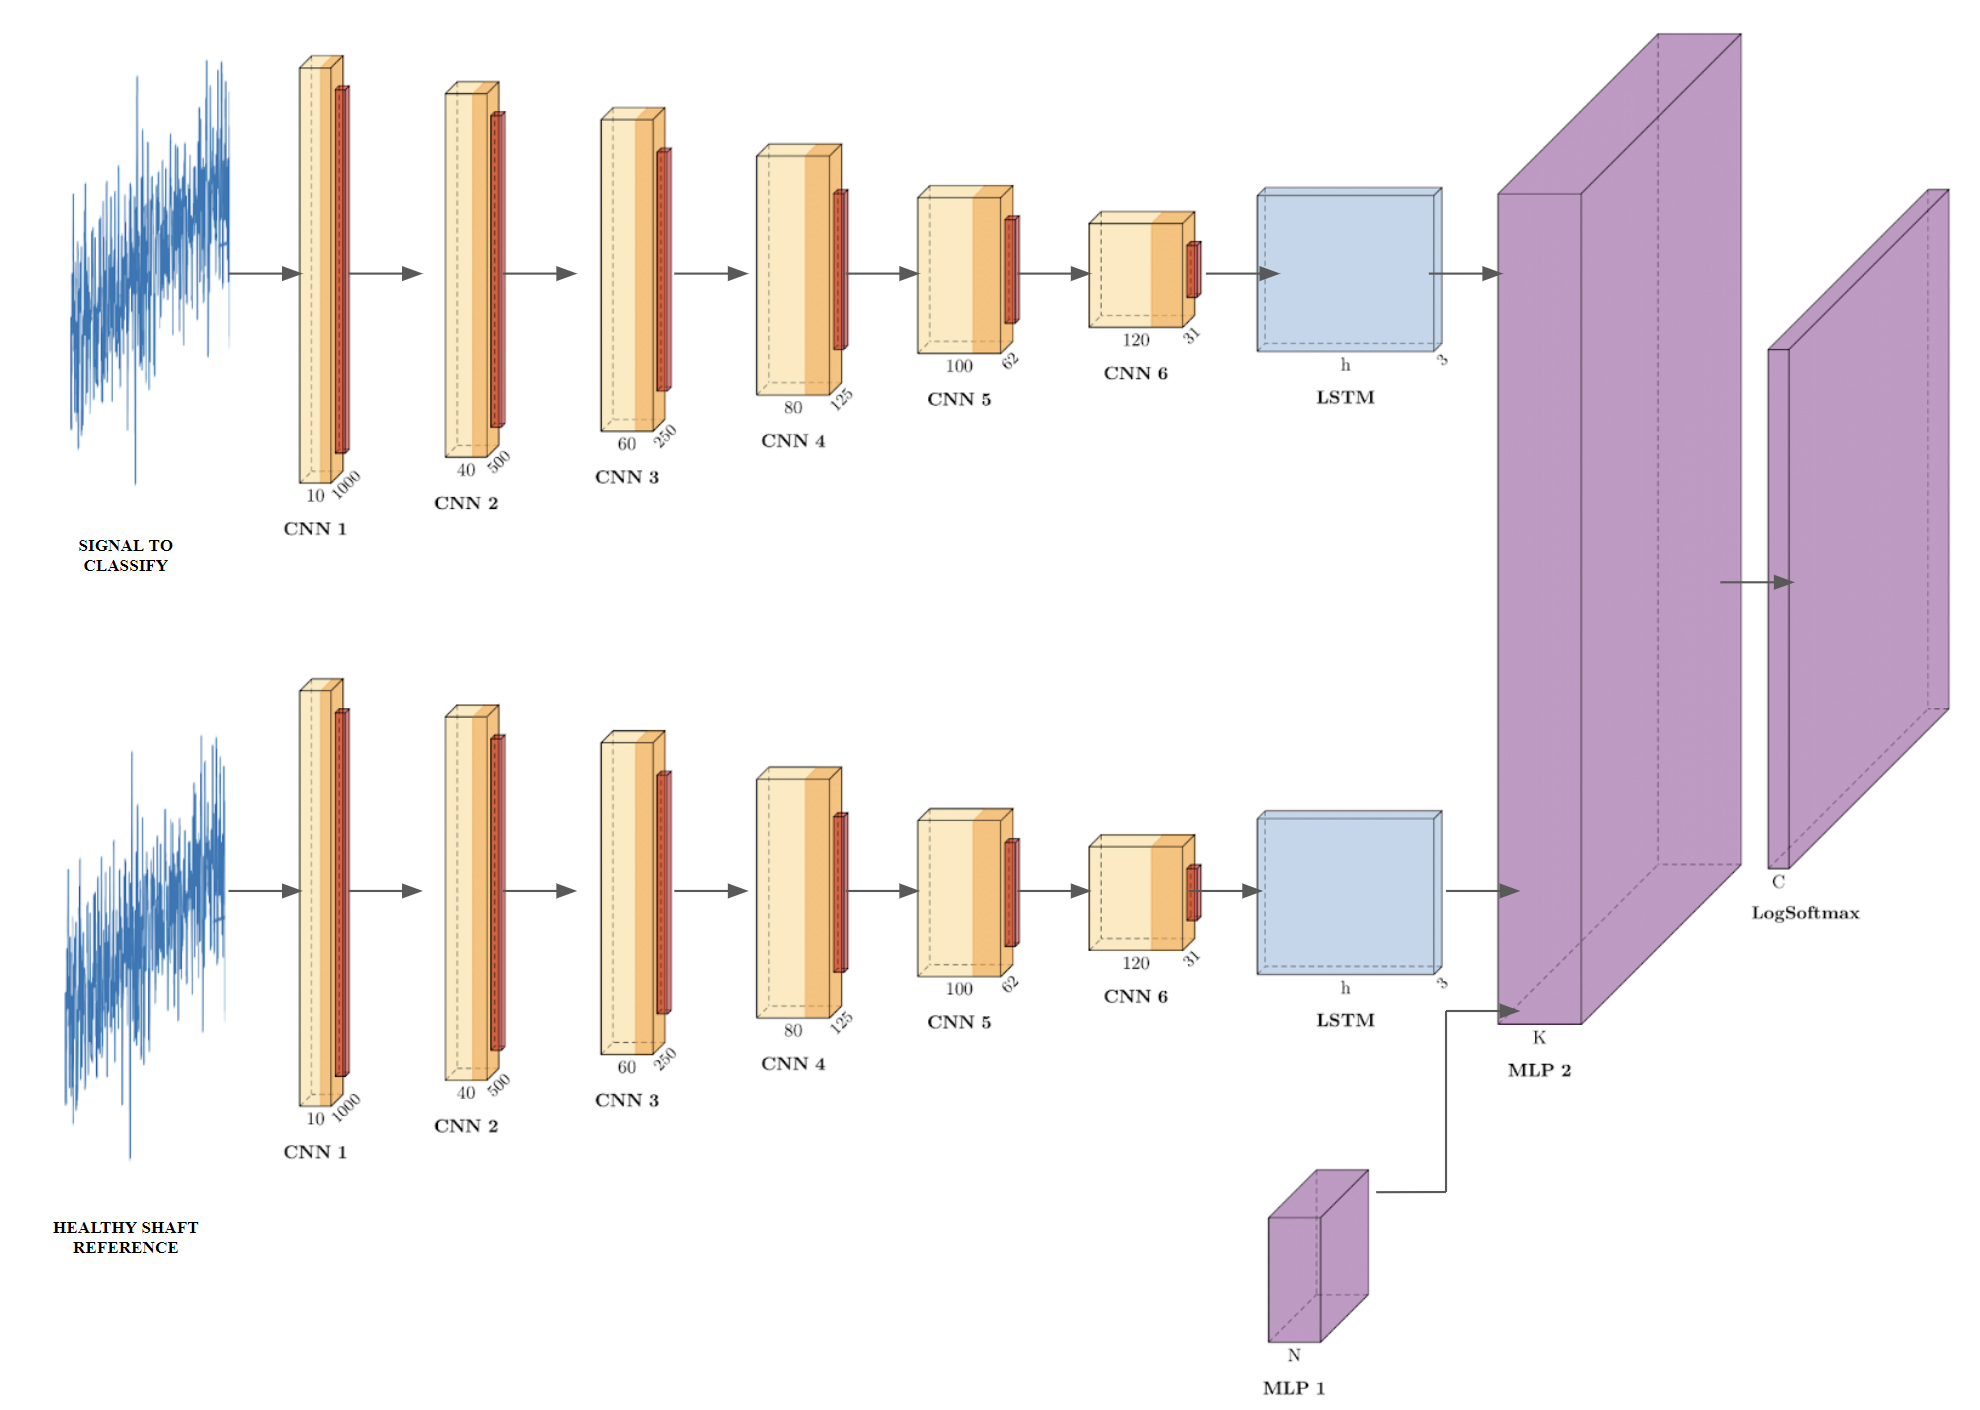 10
1000
CNN 1
40
500
CNN 2
60
250
CNN 3
80
125
CNN 4
100
62
CNN 5
120
31
CNN 6
h
3
LSTM
SIGNAL TO
CLASSIFY
10
1000
CNN 1
40
500
CNN 2
60
250
CNN 3
80
125
CNN 4
100
62
CNN 5
120
31
CNN 6
h
3
LSTM
K
MLP 2
C
LogSoftmax
HEALTHY SHAFT
REFERENCE
N
MLP 1